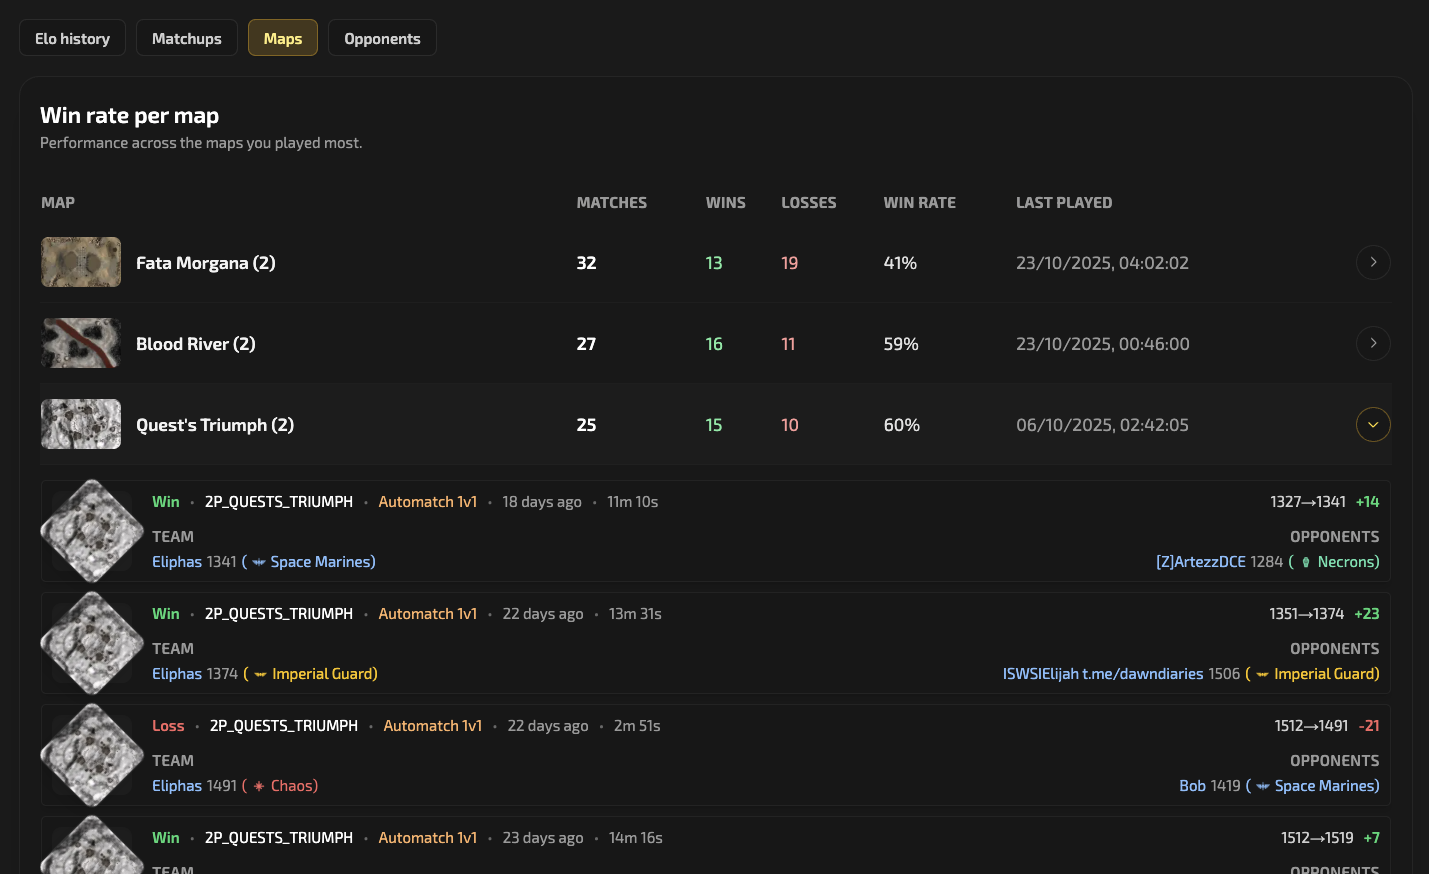 Elo history Matchups Maps Opponents
Win rate per map
Performance across the maps you played most.
MAP MATCHES WINS LOSSES WIN RATE LAST PLAYED
Fata Morgana (2) 32 13 19 41% 23/10/2025, 04:02:02
Blood River (2) 27 16 11 59% 23/10/2025, 00:46:00
Quest's Triumph (2) 25 15 10 60% 06/10/2025, 02:42:05
Win • 2P_QUESTS_TRIUMPH • Automatch 1v1 • 18 days ago • 11m 10s 1327→1341 +14
TEAM OPPONENTS
Eliphas 1341 ( Space Marines) [Z]ArtezzDCE 1284 ( Necrons)
Win • 2P_QUESTS_TRIUMPH • Automatch 1v1 • 22 days ago • 13m 31s 1351→1374 +23
TEAM OPPONENTS
Eliphas 1374 ( Imperial Guard) ISWSIElijah t.me/dawndiaries 1506 ( Imperial Guard)
Loss • 2P_QUESTS_TRIUMPH • Automatch 1v1 • 22 days ago • 2m 51s 1512→1491 -21
TEAM OPPONENTS
Eliphas 1491 ( Chaos) Bob 1419 ( Space Marines)
Win • 2P_QUESTS_TRIUMPH • Automatch 1v1 • 23 days ago • 14m 16s 1512→1519 +7
TEAM OPPONENTS